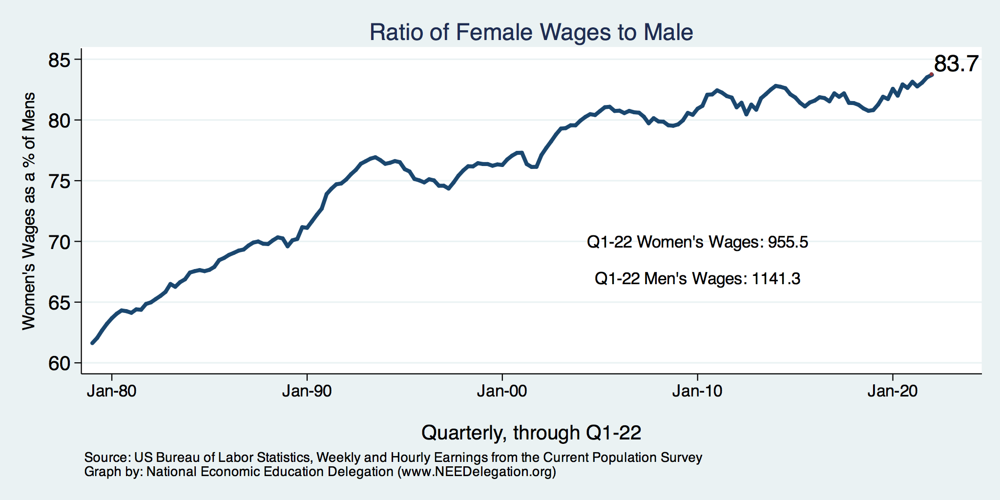 Ratio of Female Wages to Male
Women's Wages as a % of Mens
85
80
75
70
65
60
83.7
Q1-22 Women's Wages: 955.5
Q1-22 Men's Wages: 1141.3
Jan-80
Jan-90
Jan-00
Jan-10
Jan-20
Quarterly, through Q1-22
Source: US Bureau of Labor Statistics, Weekly and Hourly Earnings from the Current Population Survey
Graph by: National Economic Education Delegation (www.NEEDelegation.org)